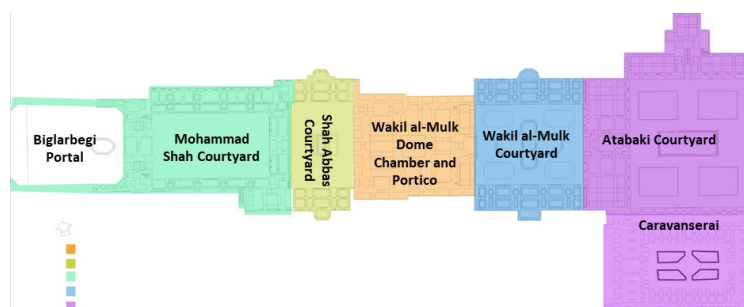 Biglarbegi
Portal
Mohammad
Shah Courtyard
Shah Abbas
Courtyard
Wakil al-Mulk
Dome
Chamber and
Portico
Wakil al-Mulk
Courtyard
Atabaki Courtyard
Caravanserai